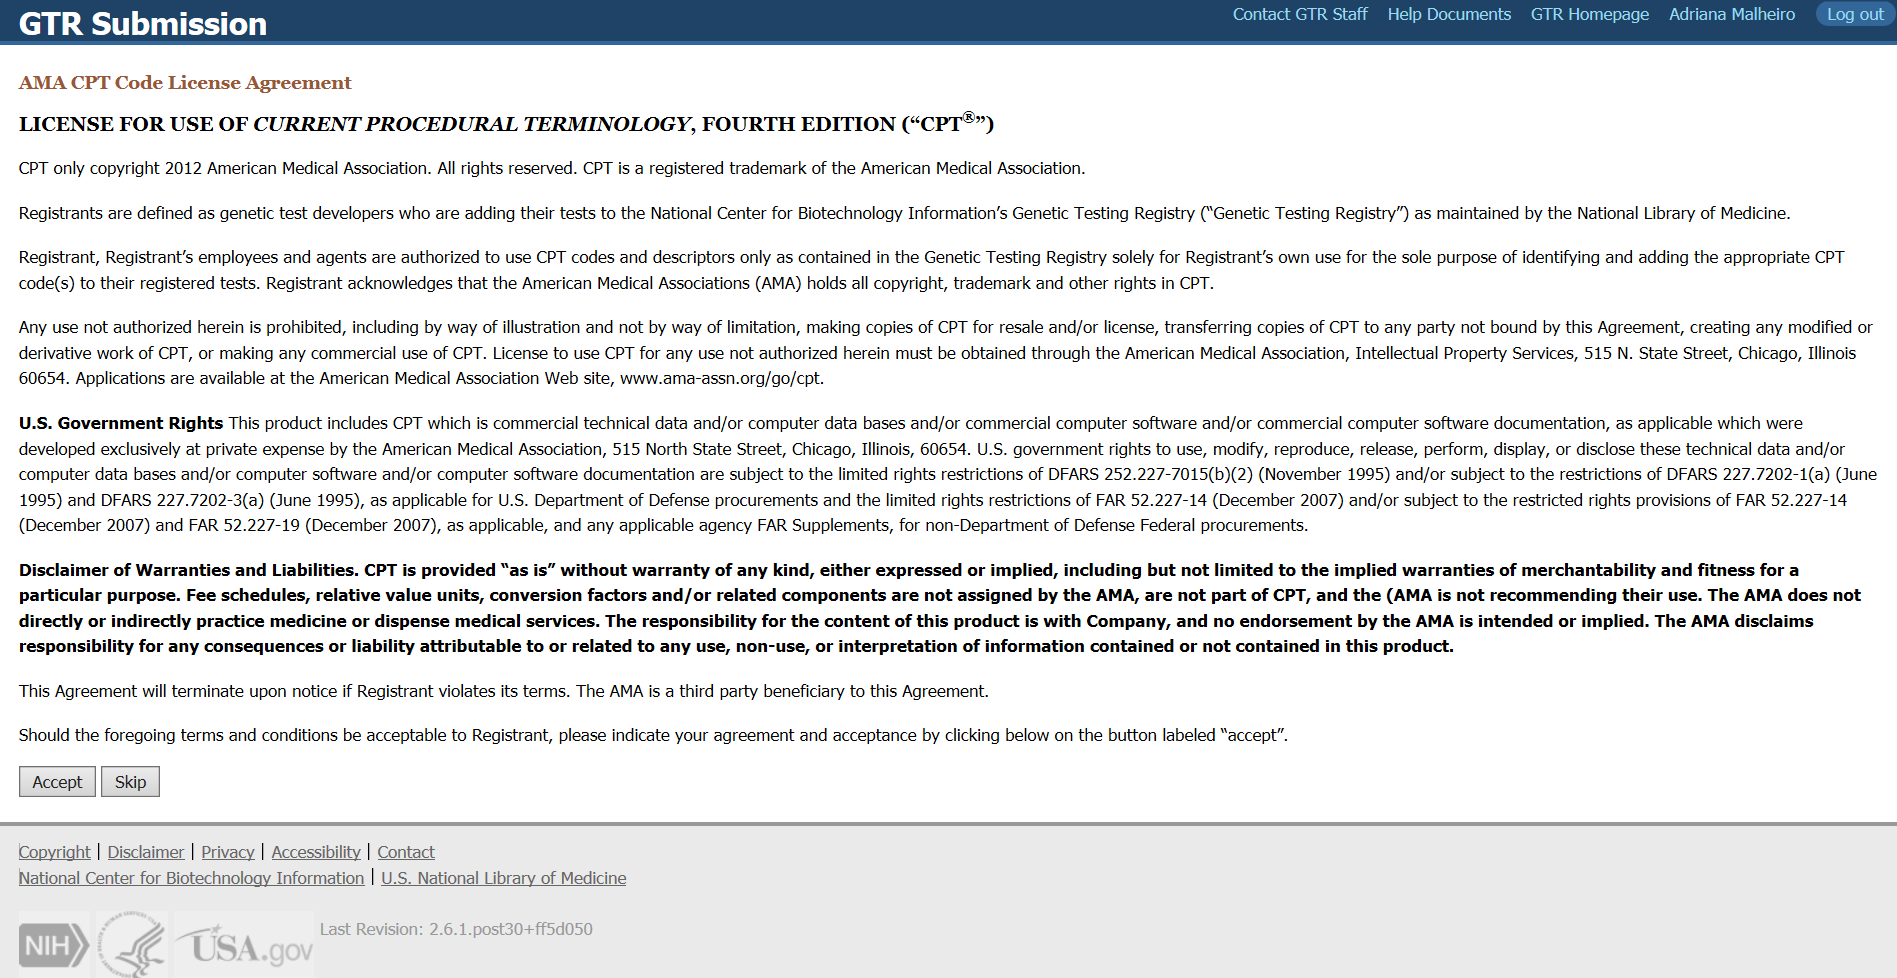 GTR Submission
Contact GTR Staff Help Documents GTR Homepage Adriana Malheiro Log out
AMA CPT Code License Agreement
LICENSE FOR USE OF CURRENT PROCEDURAL TERMINOLOGY, FOURTH EDITION (“CPT®”)
CPT only copyright 2012 American Medical Association. All rights reserved. CPT is a registered trademark of the American Medical Association.
Registrants are defined as genetic test developers who are adding their tests to the National Center for Biotechnology Information’s Genetic Testing Registry (“Genetic Testing Registry”) as maintained by the National Library of Medicine.
Registrant, Registrant’s employees and agents are authorized to use CPT codes and descriptors only as contained in the Genetic Testing Registry solely for Registrant’s own use for the sole purpose of identifying and adding the appropriate CPT
code(s) to their registered tests. Registrant acknowledges that the American Medical Associations (AMA) holds all copyright, trademark and other rights in CPT.
Any use not authorized herein is prohibited, including by way of illustration and not by way of limitation, making copies of CPT for resale and/or license, transferring copies of CPT to any party not bound by this Agreement, creating any modified or
derivative work of CPT, or making any commercial use of CPT. License to use CPT for any use not authorized herein must be obtained through the American Medical Association, Intellectual Property Services, 515 N. State Street, Chicago, Illinois
60654. Applications are available at the American Medical Association Web site, www.ama-assn.org/go/cpt.
U.S. Government Rights This product includes CPT which is commercial technical data and/or computer data bases and/or commercial computer software and/or commercial computer software documentation, as applicable which were
developed exclusively at private expense by the American Medical Association, 515 North State Street, Chicago, Illinois, 60654. U.S. government rights to use, modify, reproduce, release, perform, display, or disclose these technical data and/or
computer data bases and/or computer software and/or computer software documentation are subject to the limited rights restrictions of DFARS 252.227-7015(b)(2) (November 1995) and/or subject to the restrictions of DFARS 227.7202-1(a) (June
1995) and DFARS 227.7202-3(a) (June 1995), as applicable for U.S. Department of Defense procurements and the limited rights restrictions of FAR 52.227-14 (December 2007) and/or subject to the restricted rights provisions of FAR 52.227-14
(December 2007) and FAR 52.227-19 (December 2007), as applicable, and any applicable agency FAR Supplements, for non-Department of Defense Federal procurements.
Disclaimer of Warranties and Liabilities. CPT is provided “as is” without warranty of any kind, either expressed or implied, including but not limited to the implied warranties of merchantability and fitness for a
particular purpose. Fee schedules, relative value units, conversion factors and/or related components are not assigned by the AMA, are not part of CPT, and the (AMA is not recommending their use. The AMA does not
directly or indirectly practice medicine or dispense medical services. The responsibility for the content of this product is with Company, and no endorsement by the AMA is intended or implied. The AMA disclaims
responsibility for any consequences or liability attributable to or related to any use, non-use, or interpretation of information contained or not contained in this product.
This Agreement will terminate upon notice if Registrant violates its terms. The AMA is a third party beneficiary to this Agreement.
Should the foregoing terms and conditions be acceptable to Registrant, please indicate your agreement and acceptance by clicking below on the button labeled “accept”.
Accept Skip
Copyright | Disclaimer | Privacy | Accessibility | Contact
National Center for Biotechnology Information | U.S. National Library of Medicine
NIH USA.gov Last Revision: 2.6.1.post30+ff5d050